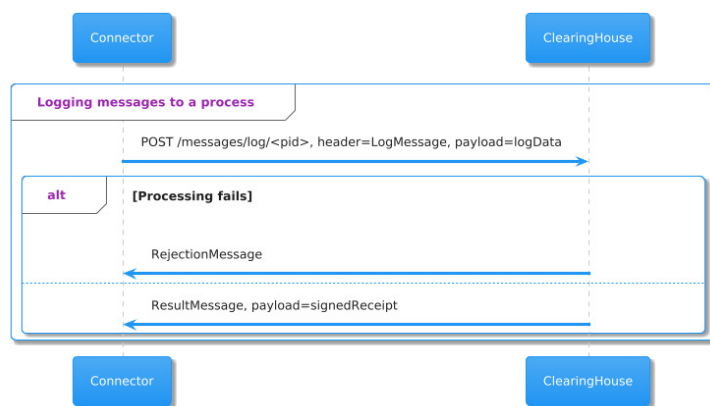 Connector
ClearingHouse
Logging messages to a process
POST /messages/log/<pid>, header=LogMessage, payload=logData
alt
[Processing fails]
RejectionMessage
ResultMessage, payload=signedReceipt
Connector
ClearingHouse